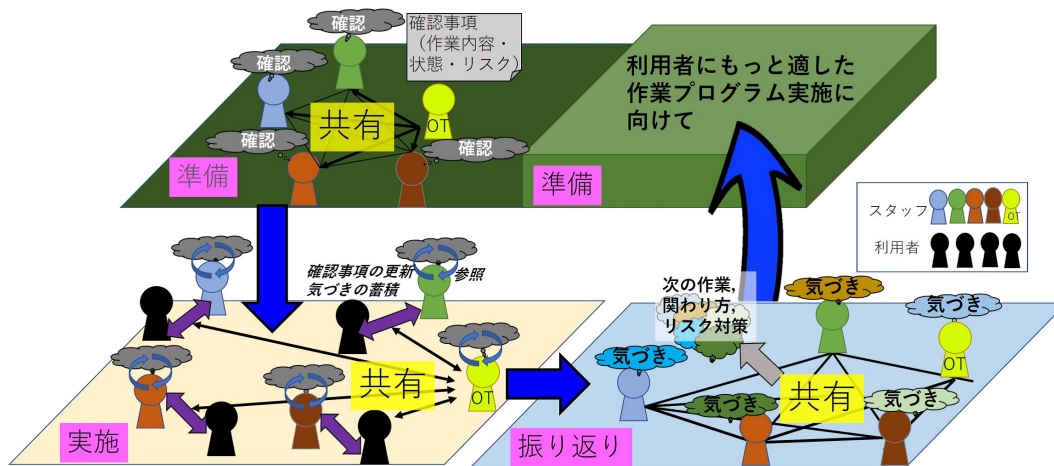 確認
確認事項
（作業内容・
状態・リスク）
確認
共有
OT
確認
確認
準備
利用者にもっと適した
作業プログラム実施に
向けて
準備
スタッフ
OT
利用者
確認事項の更新
気づきの蓄積
参照
共有
OT
実施
次の作業,
関わり方,
リスク対策
気づき
気づき
気づき
OT
気づき
気づき
共有
振り返り